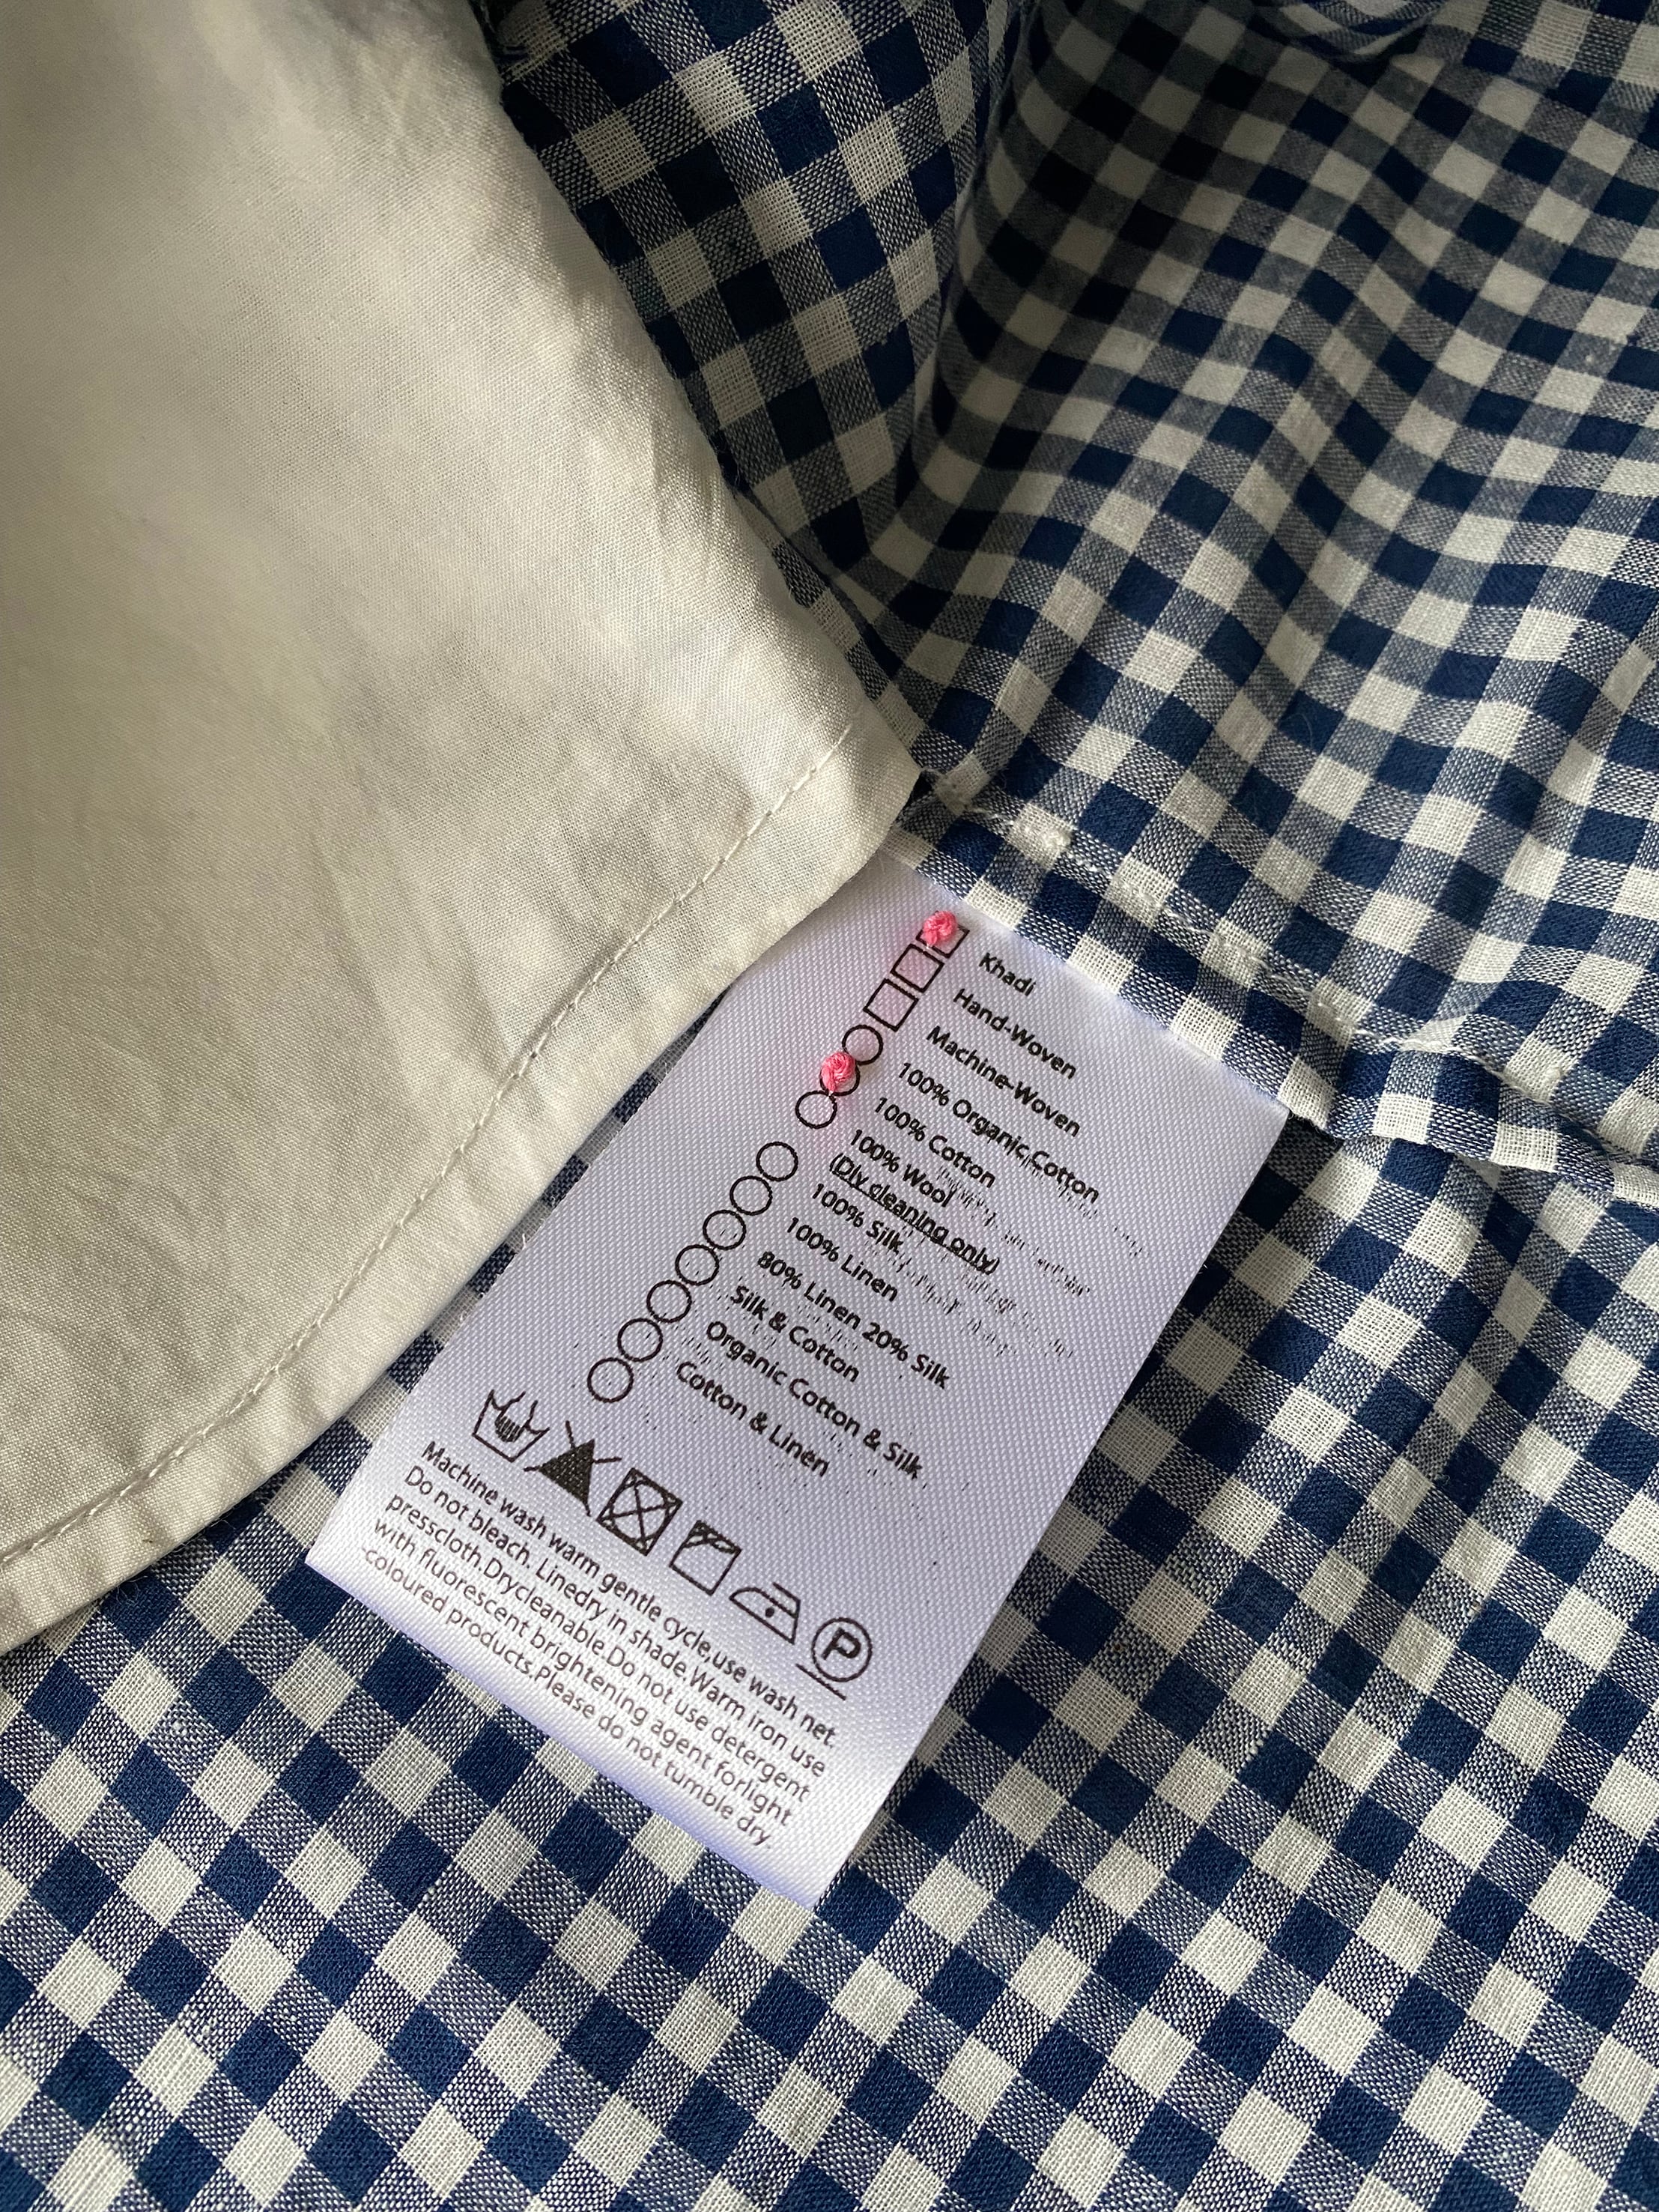 Khadi
Hand-Woven
Machine-Woven
100% Organic Cotton
100% Cotton
100% Wool
(Dly cleaning only)
100% Silk
100% Linen
80% Linen 20% Silk
Silk & Cotton
Organic Cotton & Silk
Cotton & Linen
P
Machine wash warm gentle cycle,use wash net.
Do not bleach. Linedry in shade.Warm iron use
presscloth.Drycleanable.Do not use detergent
with fluorescent brightening agent forlight
-coloured products.Please do not tumble dry.